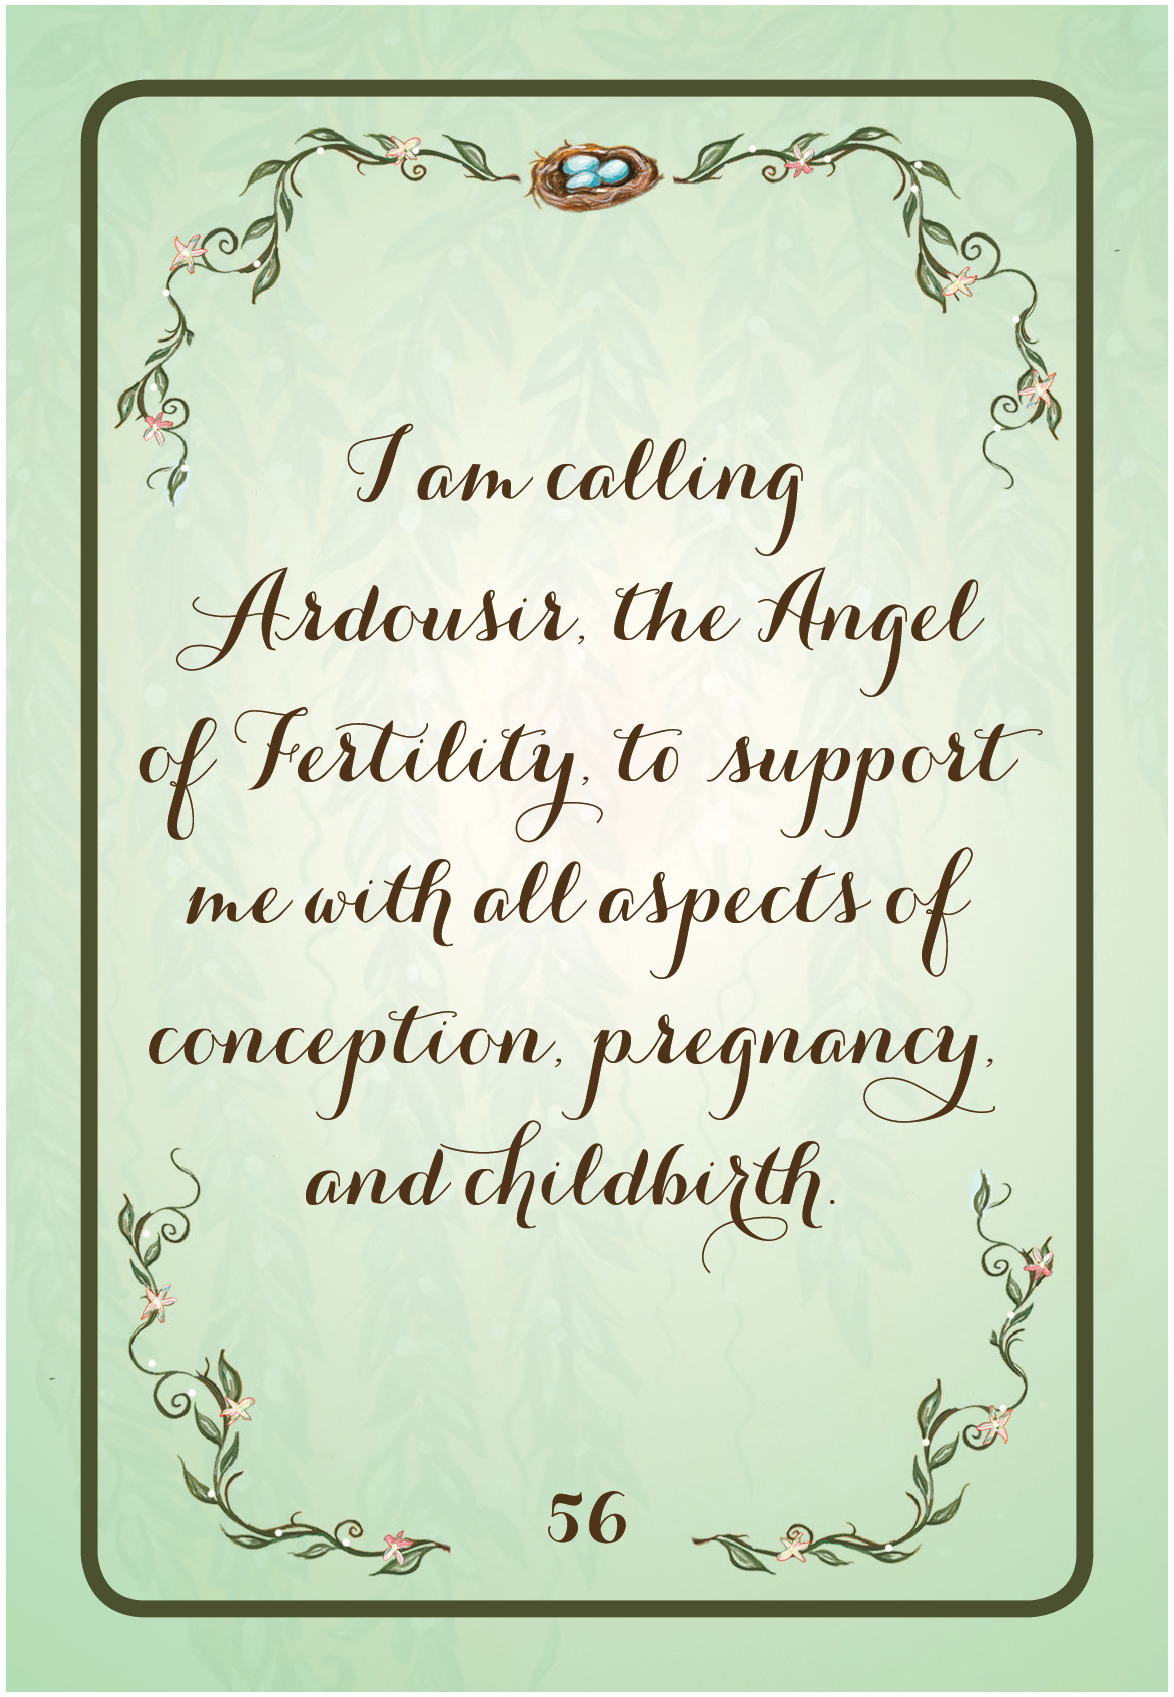 I am calling
Ardousir, the Angel
of Fertility, to support
me with all aspects of
conception, pregnancy,
and childbirth.
56